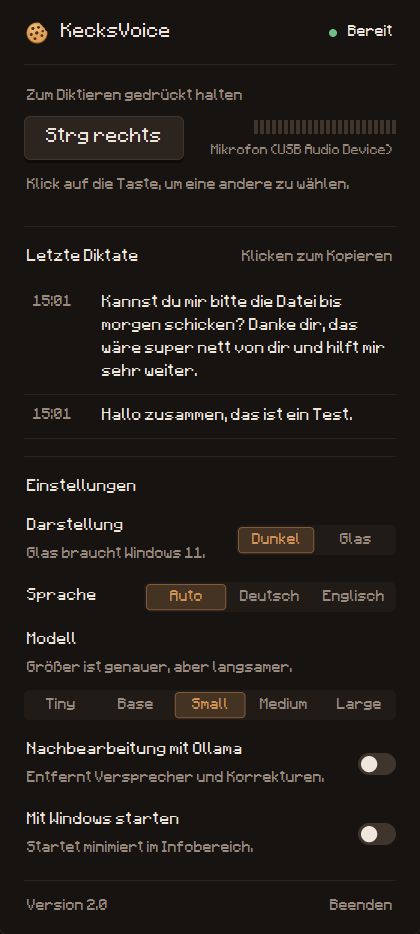 KecksVoice
Bereit
Zum Diktieren gedrückt halten
Strg rechts
Mikrofon (USB Audio Device)
Klick auf die Taste, um eine andere zu wählen.
Letzte Diktate
Klicken zum Kopieren
15:01
Kannst du mir bitte die Datei bis
morgen schicken? Danke dir, das
wäre super nett von dir und hilft mir
sehr weiter.
15:01
Hallo zusammen, das ist ein Test.
Einstellungen
Darstellung
Glas braucht Windows 11.
Dunkel
Glas
Sprache
Auto
Deutsch
Englisch
Modell
Größer ist genauer, aber langsamer.
Tiny
Base
Small
Medium
Large
Nachbearbeitung mit Ollama
Entfernt Versprecher und Korrekturen.
Mit Windows starten
Startet minimiert im Infobereich.
Version 2.0
Beenden